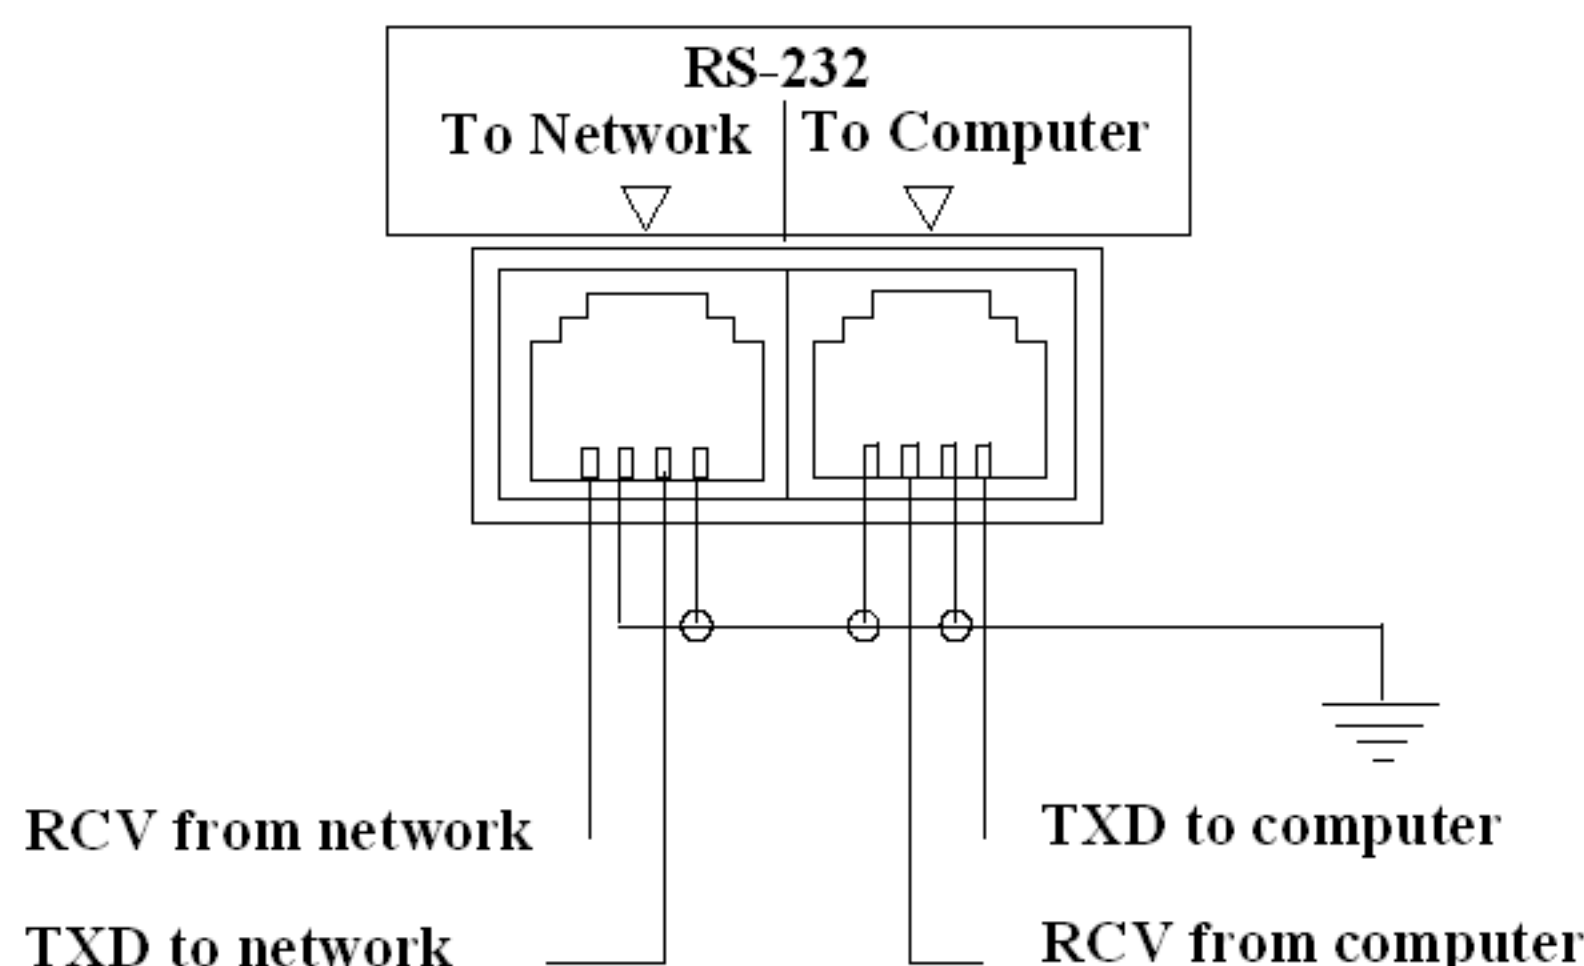 RS-232
To Network To Computer
RCV from network TXD to computer
TXD to network RCV from computer